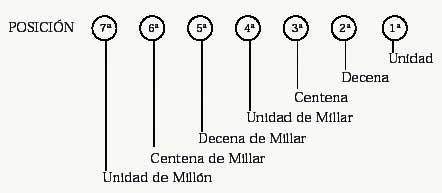 POSICIÓN 7ª 6ª 5ª 4ª 3ª 2ª 1ª
Unidad
Decena
Centena
Unidad de Millar
Decena de Millar
Centena de Millar
Unidad de Millón